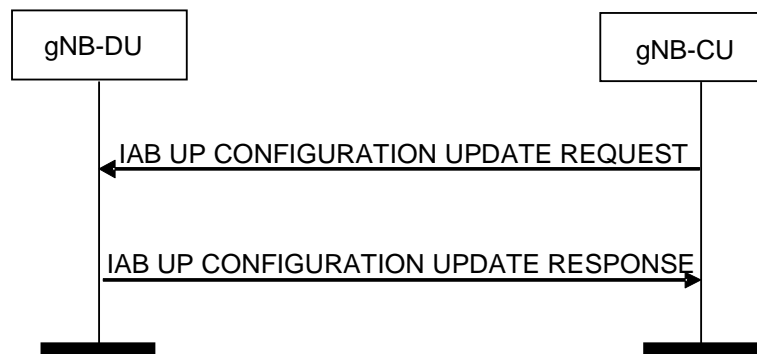 gNB-DU
gNB-CU
IAB UP CONFIGURATION UPDATE REQUEST
IAB UP CONFIGURATION UPDATE RESPONSE